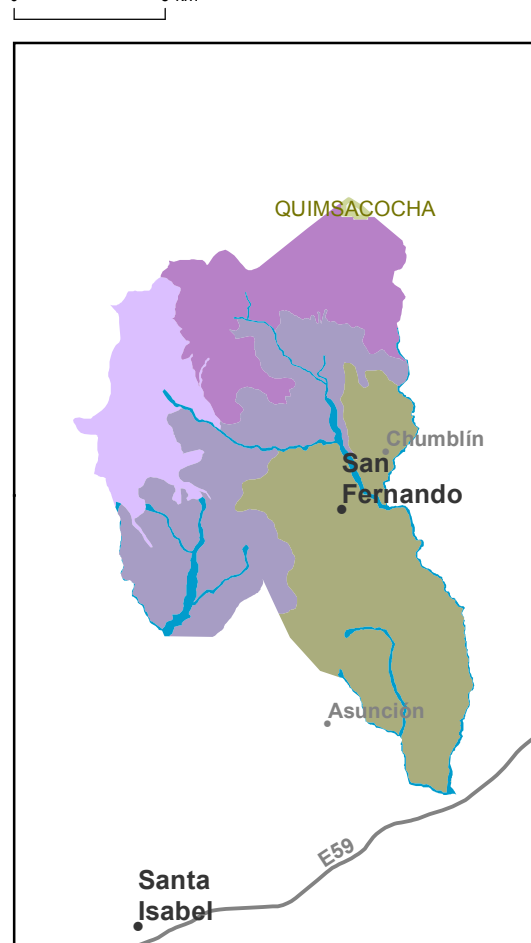 QUIMSACOCHA
Chumblín
San
Fernando
Asunción
E59
Santa
Isabel